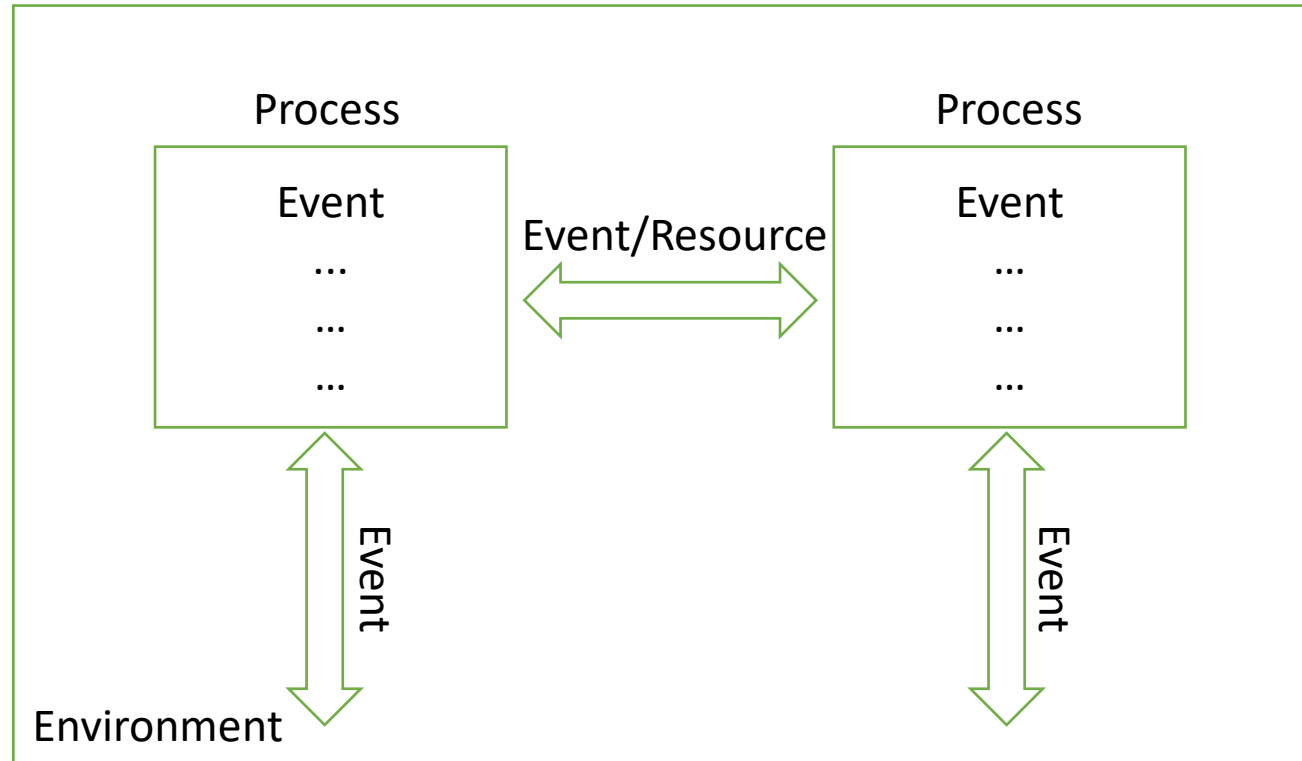 Process
Event
...
...
...
Event/Resource
Process
Event
...
...
...
Event
Event
Environment